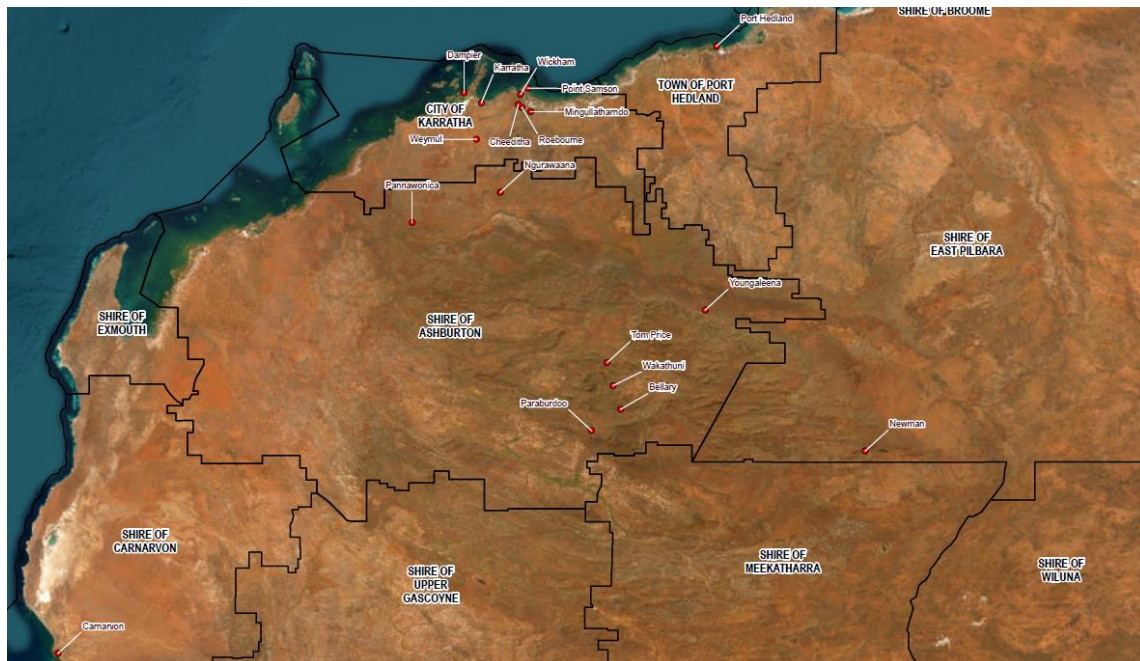 SHIRE OF BROOME
Port Hedland
Dampier
Karratha
Wickham
Point Samson
TOWN OF PORT
HEDLAND
CITY OF
KARRATHA
Mingullatharndo
Weymul
Cheeditha
Roebourne
Ngurawaana
Pannawonica
SHIRE OF
EAST PILBARA
Youngaleena
SHIRE OF
EXMOUTH
SHIRE OF
ASHBURTON
Tom Price
Wakathuni
Bellary
Paraburdoo
Newman
SHIRE OF
CARNARVON
SHIRE OF
UPPER
GASCOYNE
SHIRE OF
MEEKATHARRA
SHIRE OF
WILUNA
Carnarvon